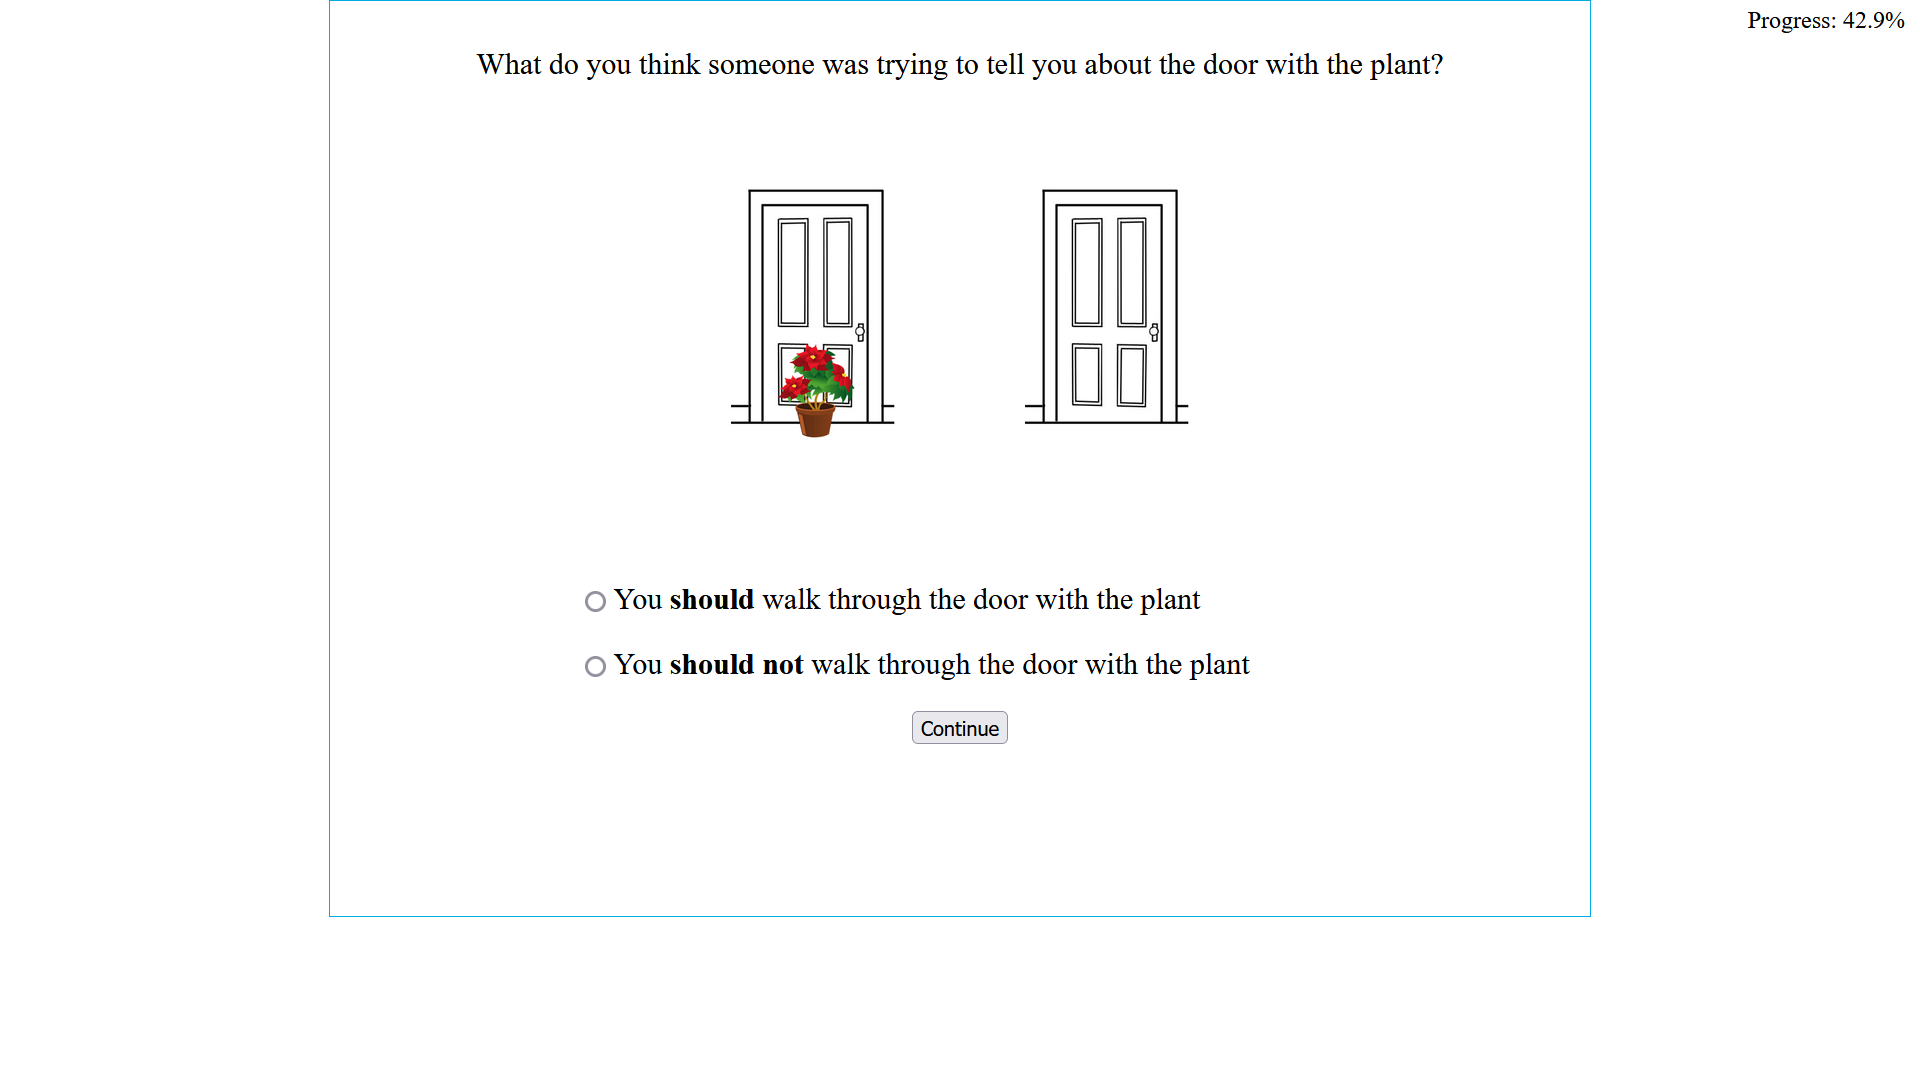 Progress: 42.9%
What do you think someone was trying to tell you about the door with the plant?
You should walk through the door with the plant
You should not walk through the door with the plant
Continue